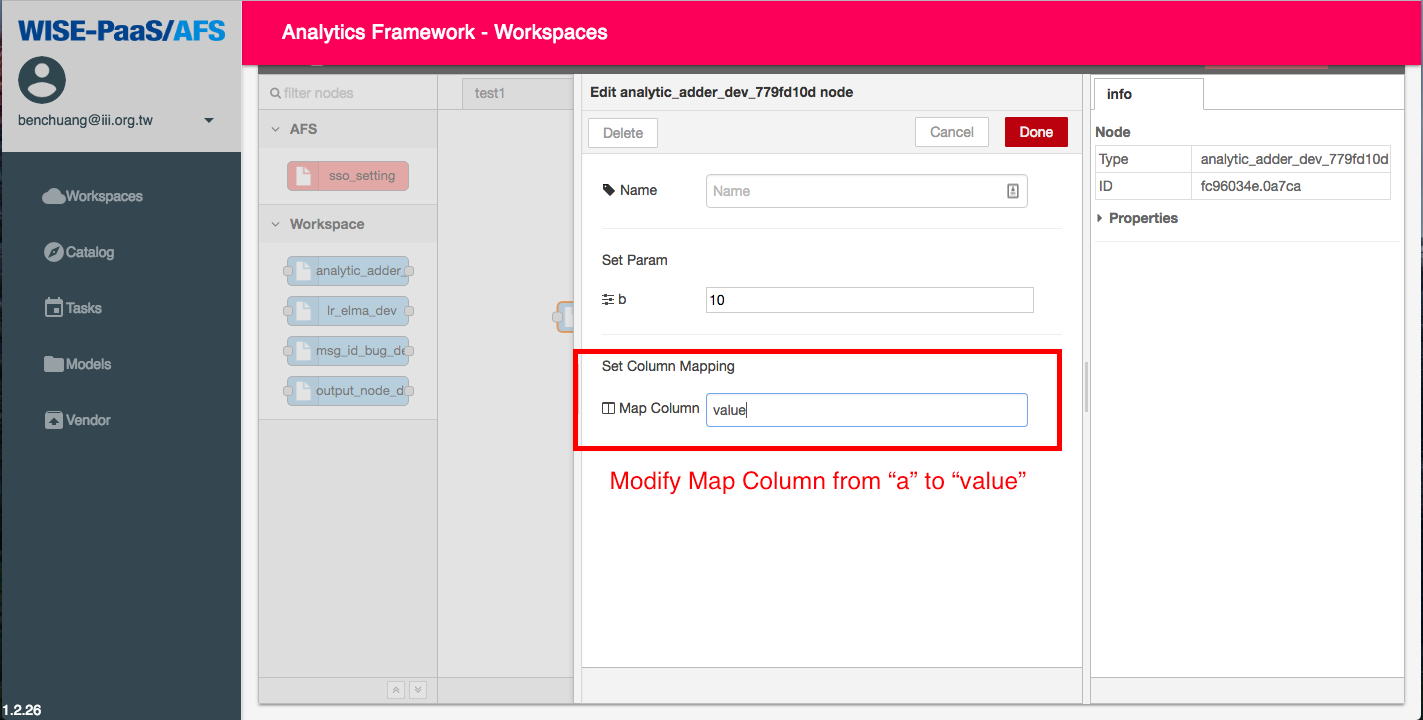 WISE-PaaS/AFS
benchuang@iii.org.tw
Workspaces
Catalog
Tasks
Models
Vendor
1.2.26
Analytics Framework - Workspaces
filter nodes
AFS
sso_setting
Workspace
analytic_adder_
lr_elma_dev
msg_id_bug_de
output_node_d
test1
Edit analytic_adder_dev_779fd10d node
Delete
Cancel
Done
Name
Name
Set Param
b
10
Set Column Mapping
Map Column
value
Modify Map Column from “a” to “value”
info
Node
Type analytic_adder_dev_779fd10d
ID fc96034e.0a7ca
Properties